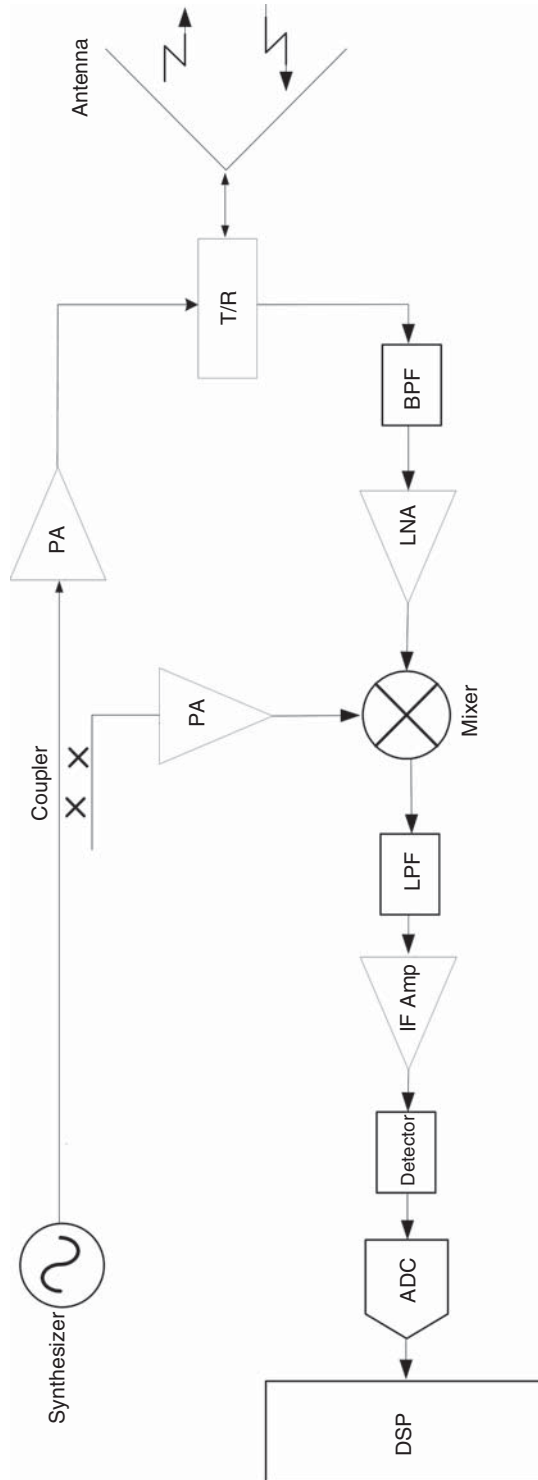 Synthesizer
Coupler
PA
Antenna
T/R
PA
BPF
LNA
Mixer
LPF
IF Amp
Detector
ADC
DSP